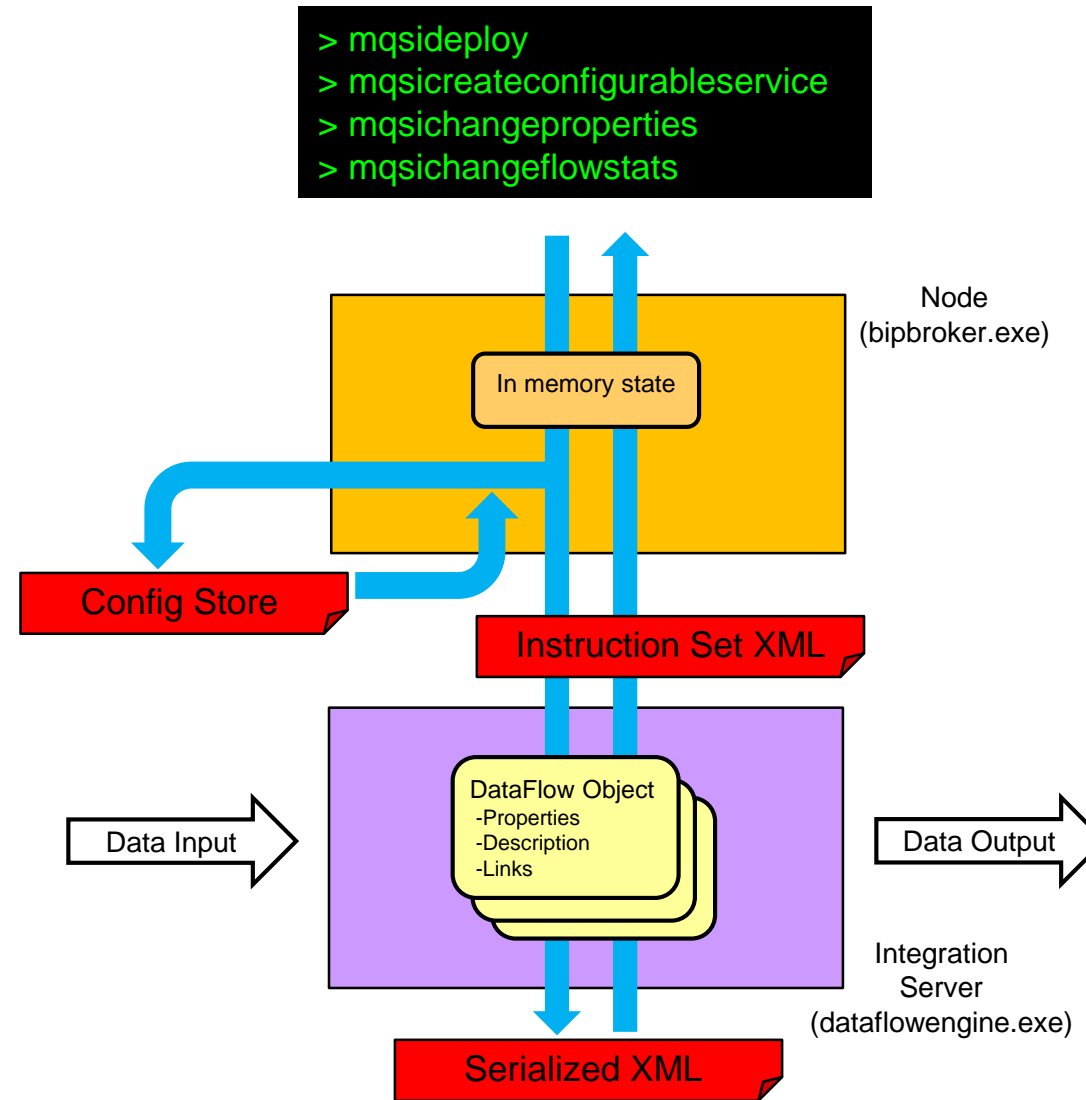 > mqsideploy
> mqsicreateconfigurableservice
> mqsichangeproperties
> mqsichangeflowstats
Node
(bipbroker.exe)
In memory state
Config Store
Instruction Set XML
DataFlow Object
-Properties
-Description
-Links
Data Input
Data Output
Integration
Server
(dataflowengine.exe)
Serialized XML